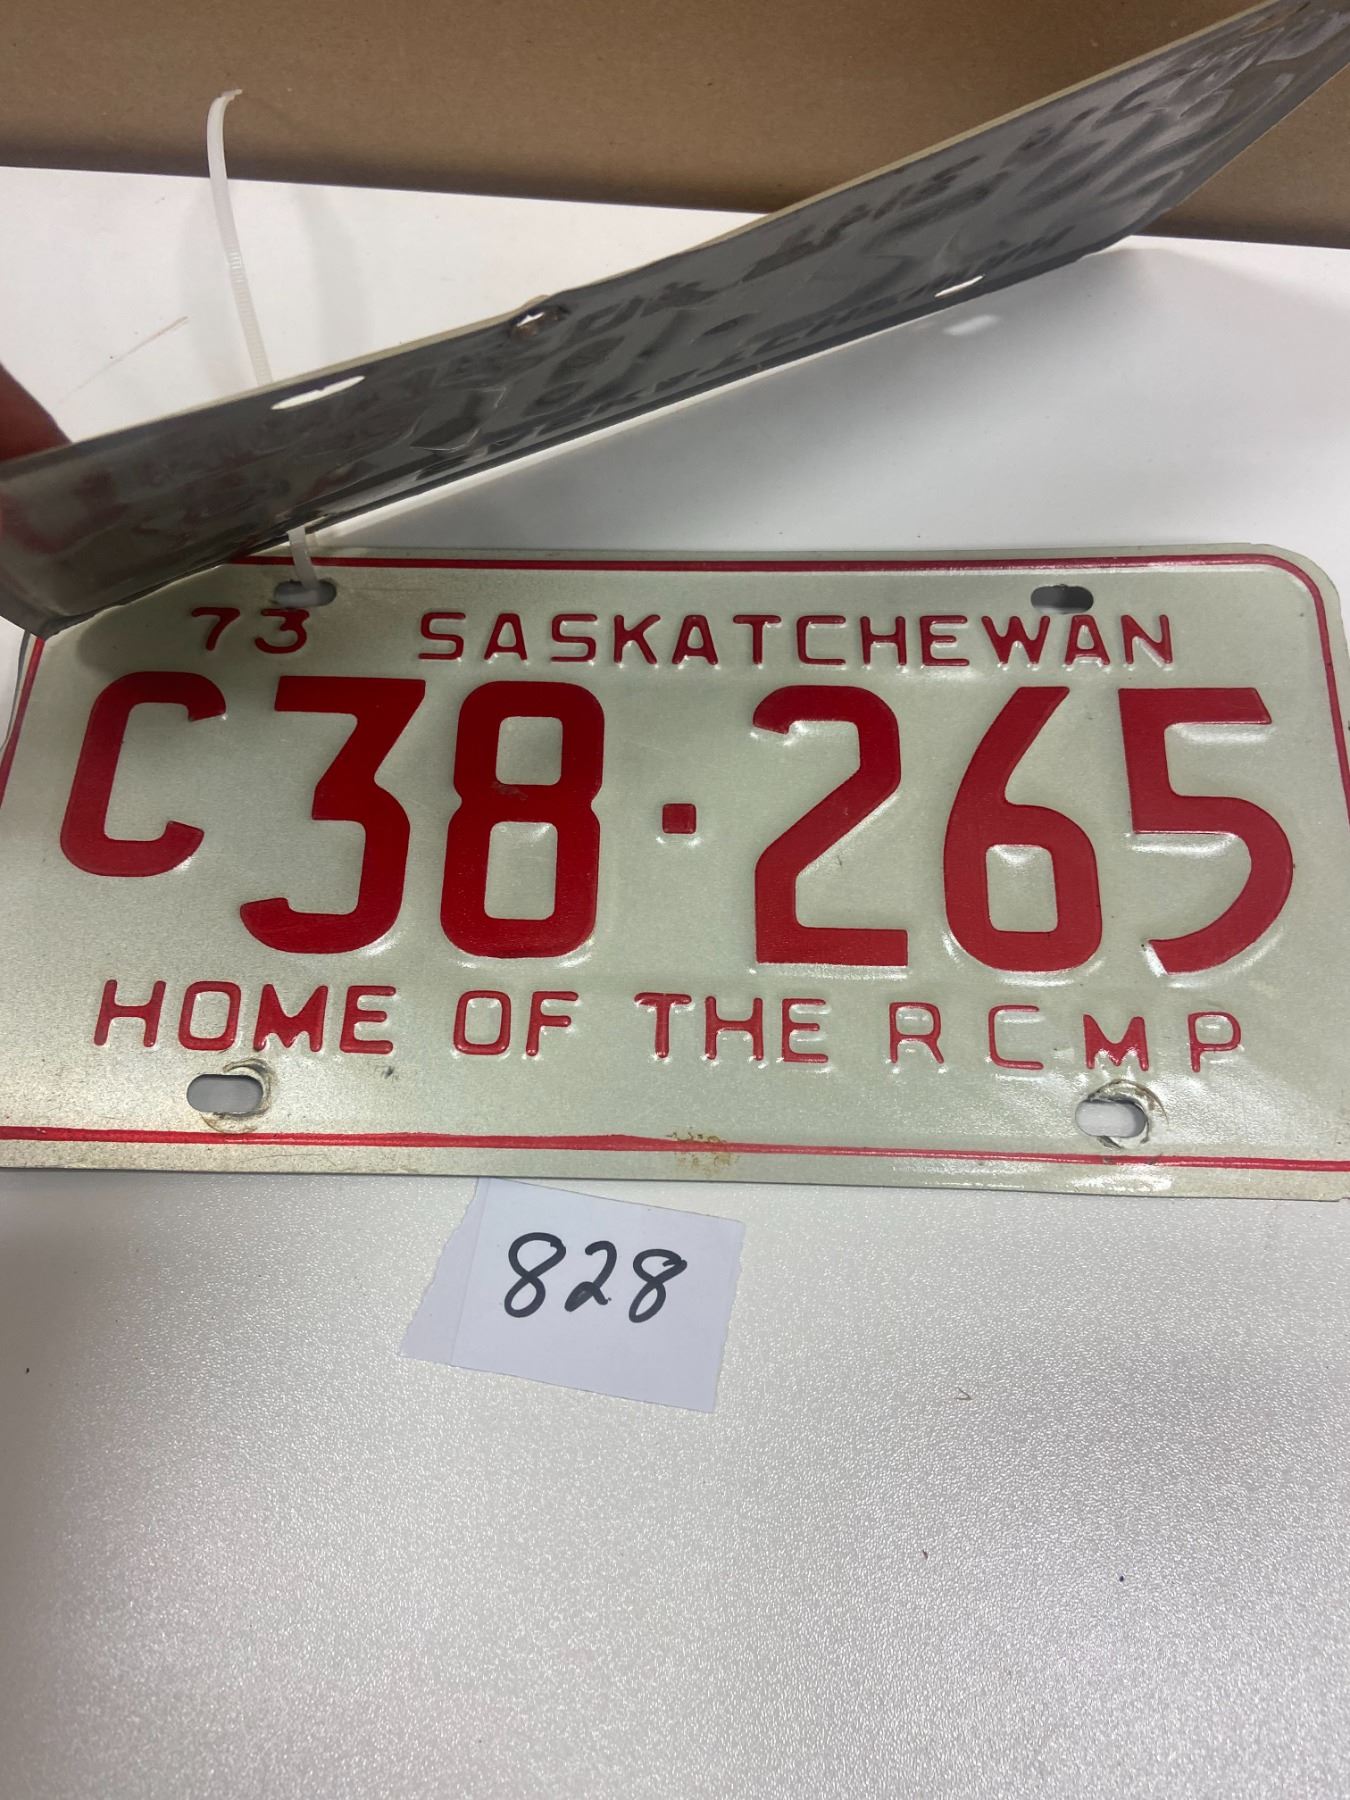 73 SASKATCHEWAN
C38·265
HOME OF THE RCMP
828